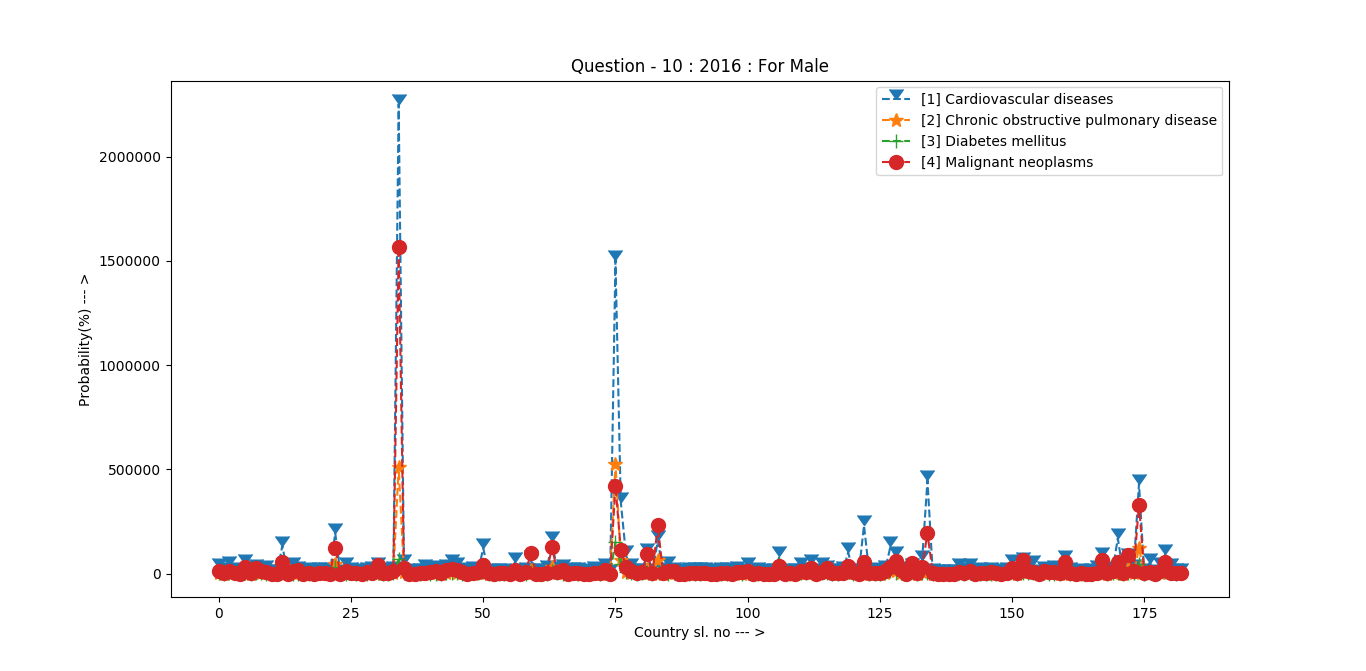 Question - 10 : 2016 : For Male
[1] Cardiovascular diseases
[2] Chronic obstructive pulmonary disease
[3] Diabetes mellitus
[4] Malignant neoplasms
Probability(%) --- >
2000000
1500000
1000000
500000
0
0 25 50 75 100 125 150 175
Country sl. no --- >